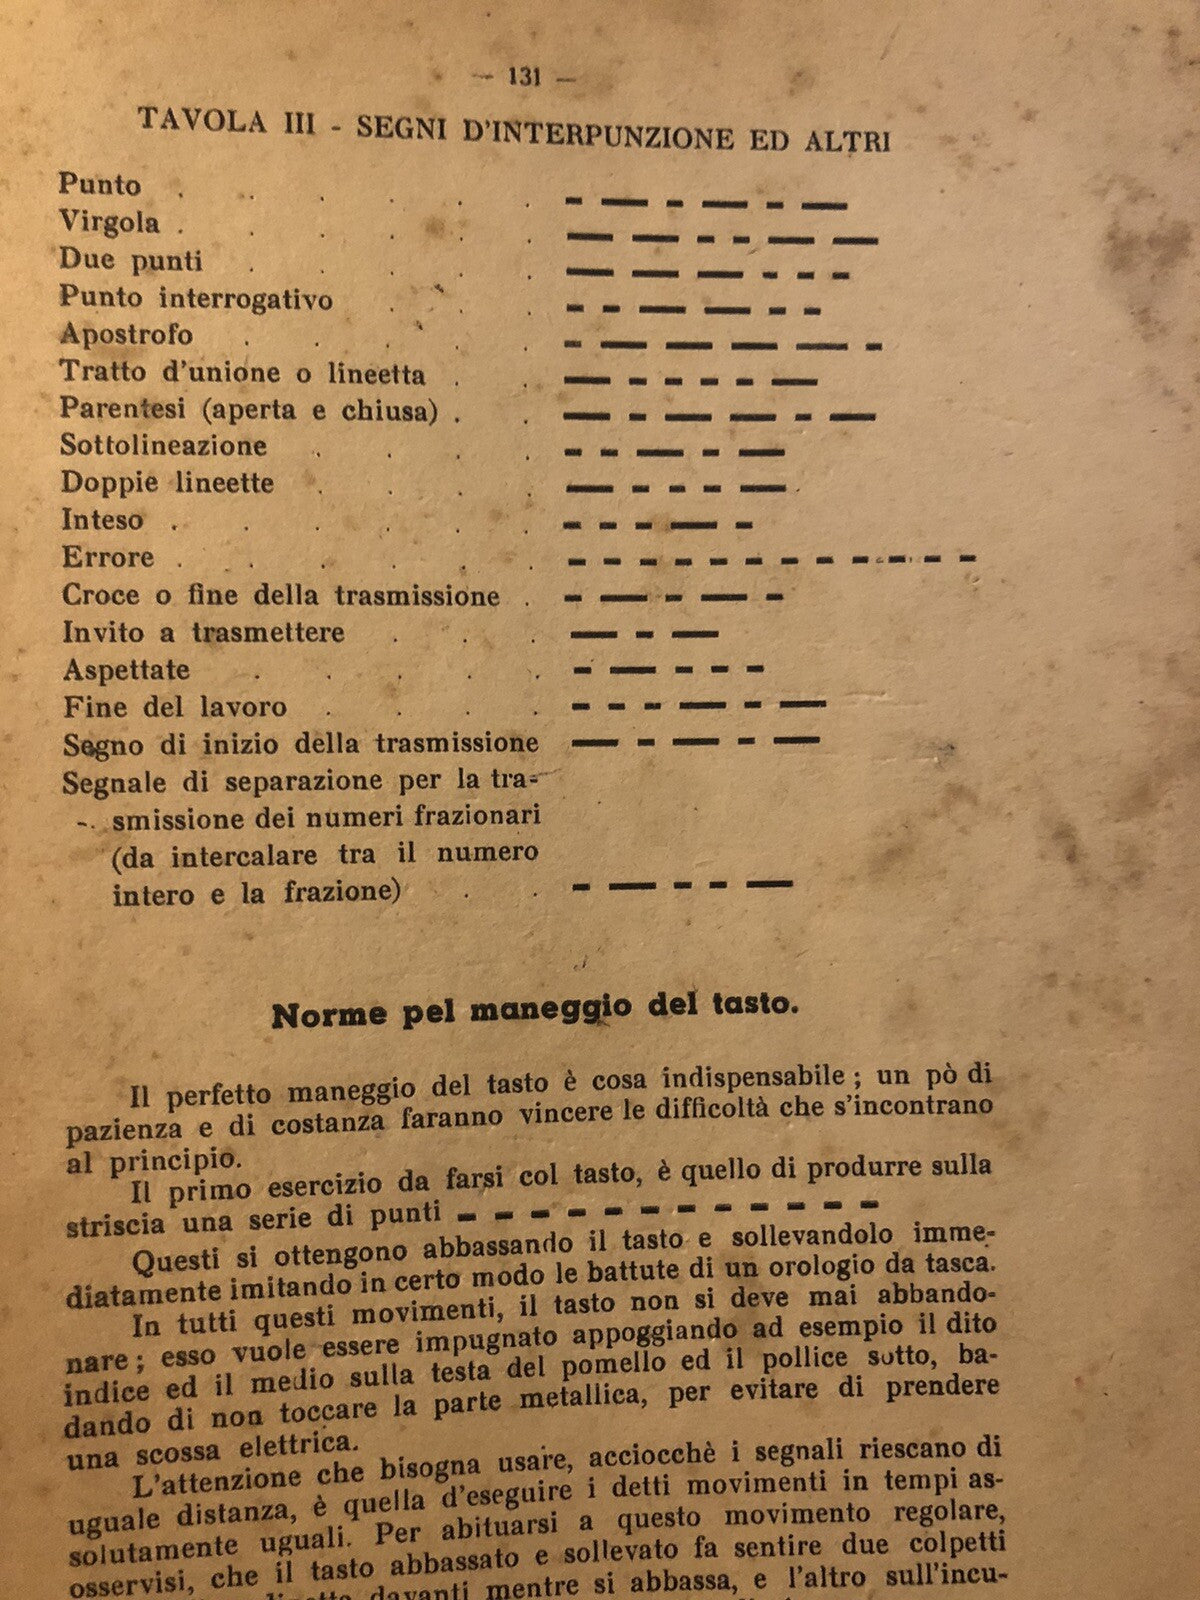 — 131 —
TAVOLA III - SEGNI D'INTERPUNZIONE ED ALTRI
Punto . . . . . . ▬ ▬▬ ▬ ▬▬ ▬ ▬▬
Virgola . . . . . . ▬▬ ▬▬ ▬ ▬ ▬▬ ▬▬
Due punti . . . . . ▬▬ ▬▬ ▬▬ ▬ ▬ ▬
Punto interrogativo . . . ▬ ▬ ▬▬ ▬▬ ▬ ▬
Apostrofo . . . . . ▬ ▬▬ ▬▬ ▬▬ ▬▬ ▬
Tratto d'unione o lineetta . . ▬▬ ▬ ▬ ▬ ▬ ▬▬
Parentesi (aperta e chiusa) . . ▬▬ ▬ ▬▬ ▬▬ ▬ ▬▬
Sottolineazione . . . . ▬ ▬ ▬▬ ▬ ▬▬
Doppie lineette . . . . ▬▬ ▬ ▬ ▬ ▬▬
Inteso . . . . . . ▬ ▬ ▬ ▬▬ ▬
Errore . . . . . . ▬ ▬ ▬ ▬ ▬ ▬ ▬ ▬ ▬ ▬ ▬ ▬
Croce o fine della trasmissione . ▬ ▬▬ ▬ ▬▬ ▬
Invito a trasmettere . . . ▬▬ ▬ ▬▬
Aspettate . . . . . ▬ ▬▬ ▬ ▬ ▬
Fine del lavoro . . . . ▬ ▬ ▬ ▬▬ ▬ ▬▬
Segno di inizio della trasmissione ▬▬ ▬ ▬▬ ▬ ▬▬
Segnale di separazione per la tra-
smissione dei numeri frazionari
(da intercalare tra il numero
intero e la frazione) . . ▬ ▬▬ ▬ ▬ ▬▬
Norme pel maneggio del tasto.
Il perfetto maneggio del tasto è cosa indispensabile ; un pò di
pazienza e di costanza faranno vincere le difficoltà che s'incontrano
al principio.
Il primo esercizio da farsi col tasto, è quello di produrre sulla
striscia una serie di punti ▬ ▬ ▬ ▬ ▬ ▬ ▬ ▬ ▬ ▬ ▬ ▬
Questi si ottengono abbassando il tasto e sollevandolo imme-
diatamente imitando in certo modo le battute di un orologio da tasca.
In tutti questi movimenti, il tasto non si deve mai abbando-
nare ; esso vuole essere impugnato appoggiando ad esempio il dito
indice ed il medio sulla testa del pomello ed il pollice sotto, ba-
dando di non toccare la parte metallica, per evitare di prendere
una scossa elettrica.
L'attenzione che bisogna usare, acciocchè i segnali riescano di
uguale distanza, è quella d'eseguire i detti movimenti in tempi as-
solutamente uguali. Per abituarsi a questo movimento regolare,
osservisi, che il tasto abbassato e sollevato fa sentire due colpetti
davanti mentre si abbassa, e l'altro sull'incu-